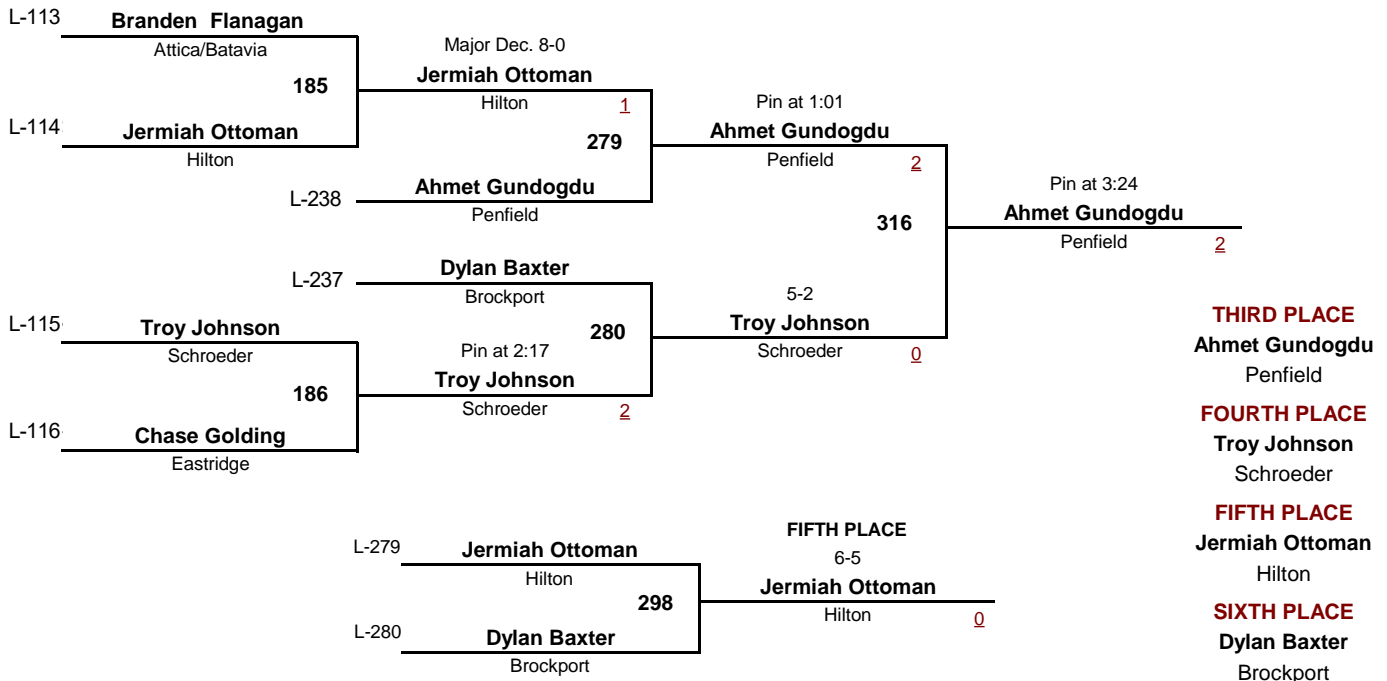 L-113
Branden Flanagan
Attica/Batavia
185
L-114
Jermiah Ottoman
Hilton
Major Dec. 8-0
Jermiah Ottoman
Hilton
1
279
L-238
Ahmet Gundogdu
Penfield
Pin at 1:01
Ahmet Gundogdu
Penfield
2
316
Pin at 3:24
Ahmet Gundogdu
Penfield
2
L-237
Dylan Baxter
Brockport
280
L-115
Troy Johnson
Schroeder
186
L-116
Chase Golding
Eastridge
Pin at 2:17
Troy Johnson
Schroeder
2
5-2
Troy Johnson
Schroeder
0
THIRD PLACE
Ahmet Gundogdu
Penfield
FOURTH PLACE
Troy Johnson
Schroeder
FIFTH PLACE
Jermiah Ottoman
Hilton
SIXTH PLACE
Dylan Baxter
Brockport
L-279
Jermiah Ottoman
Hilton
298
L-280
Dylan Baxter
Brockport
FIFTH PLACE
6-5
Jermiah Ottoman
Hilton
0